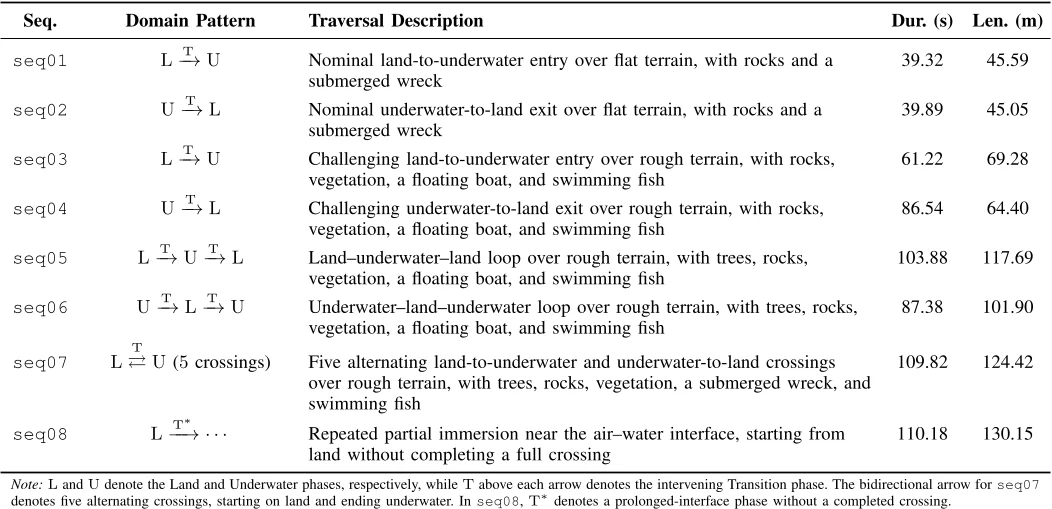 Seq. Domain Pattern Traversal Description Dur. (s) Len. (m)
seq01 L T→ U Nominal land-to-underwater entry over flat terrain, with rocks and a 39.32 45.59
submerged wreck
seq02 U T→ L Nominal underwater-to-land exit over flat terrain, with rocks and a 39.89 45.05
submerged wreck
seq03 L T→ U Challenging land-to-underwater entry over rough terrain, with rocks, 61.22 69.28
vegetation, a floating boat, and swimming fish
seq04 U T→ L Challenging underwater-to-land exit over rough terrain, with rocks, 86.54 64.40
vegetation, a floating boat, and swimming fish
seq05 L T→ U T→ L Land–underwater–land loop over rough terrain, with trees, rocks, 103.88 117.69
vegetation, a floating boat, and swimming fish
seq06 U T→ L T→ U Underwater–land–underwater loop over rough terrain, with trees, rocks, 87.38 101.90
vegetation, a floating boat, and swimming fish
seq07 L T⇄ U (5 crossings) Five alternating land-to-underwater and underwater-to-land crossings 109.82 124.42
over rough terrain, with trees, rocks, vegetation, a submerged wreck, and
swimming fish
seq08 L T*→ ··· Repeated partial immersion near the air–water interface, starting from 110.18 130.15
land without completing a full crossing
Note: L and U denote the Land and Underwater phases, respectively, while T above each arrow denotes the intervening Transition phase. The bidirectional arrow for seq07
denotes five alternating crossings, starting on land and ending underwater. In seq08, T* denotes a prolonged-interface phase without a completed crossing.